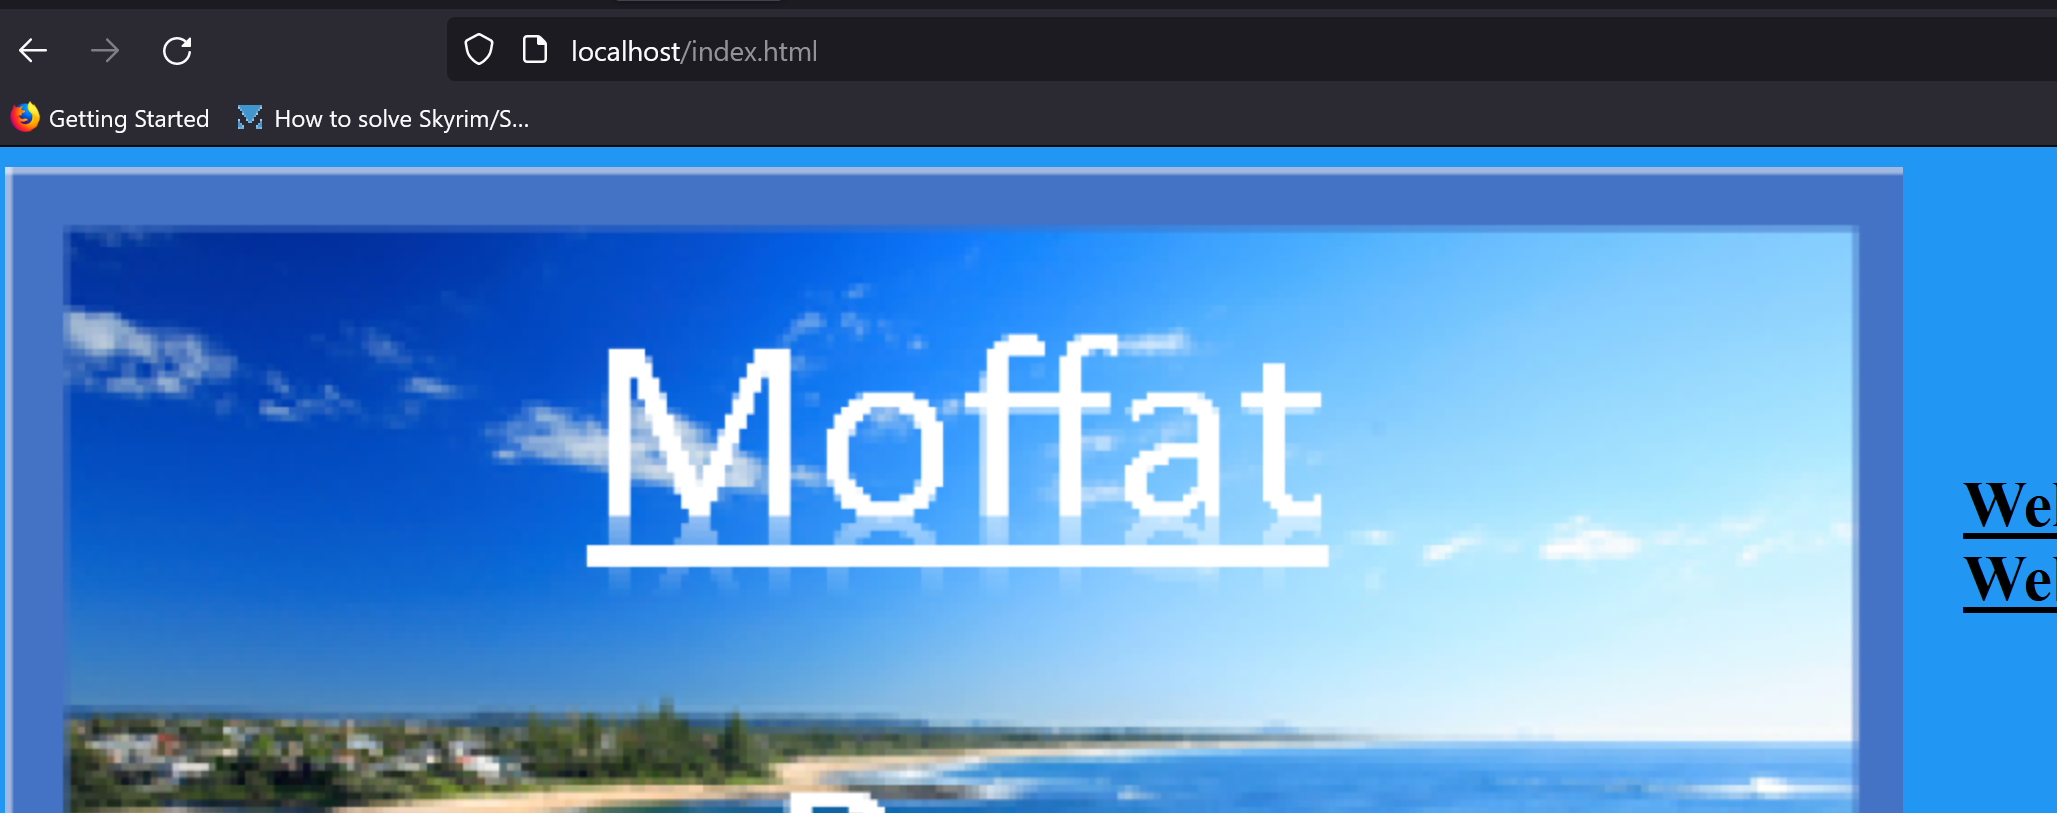 localhost/index.html
Getting Started How to solve Skyrim/S...
Moffat